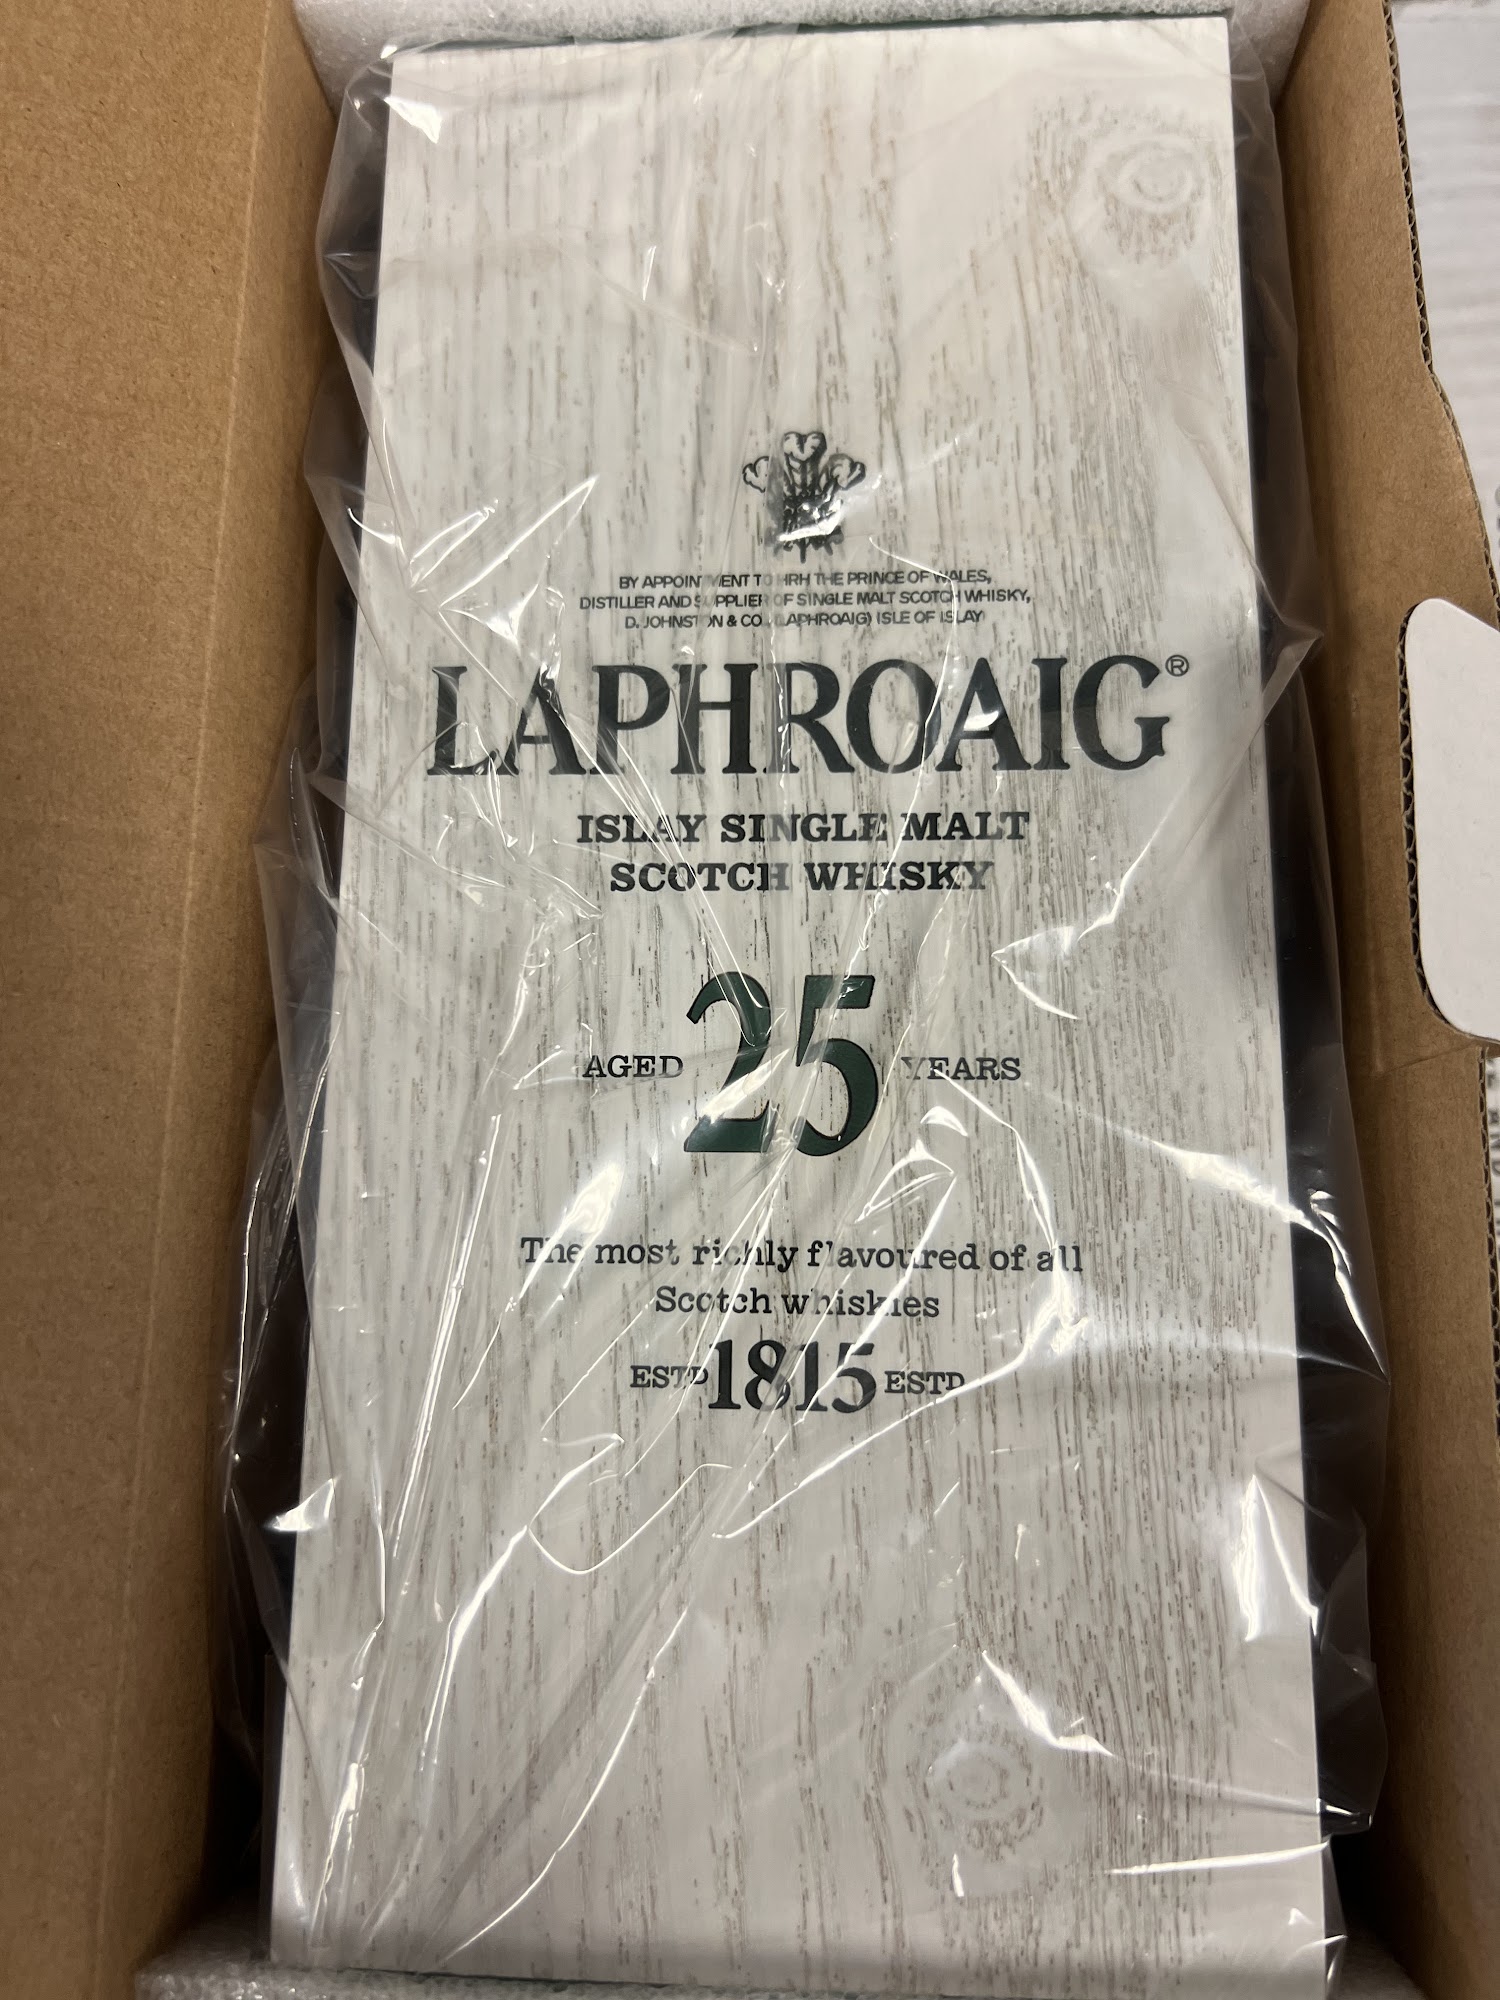 BY APPOINTMENT TO HRH THE PRINCE OF WALES,
DISTILLER AND SUPPLIER OF SINGLE MALT SCOTCH WHISKY,
D. JOHNSTON & CO. (LAPHROAIG) ISLE OF ISLAY
LAPHROAIG®
ISLAY SINGLE MALT
SCOTCH WHISKY
AGED 25 YEARS
The most richly flavoured of all
Scotch whiskies
ESTD 1815 ESTD